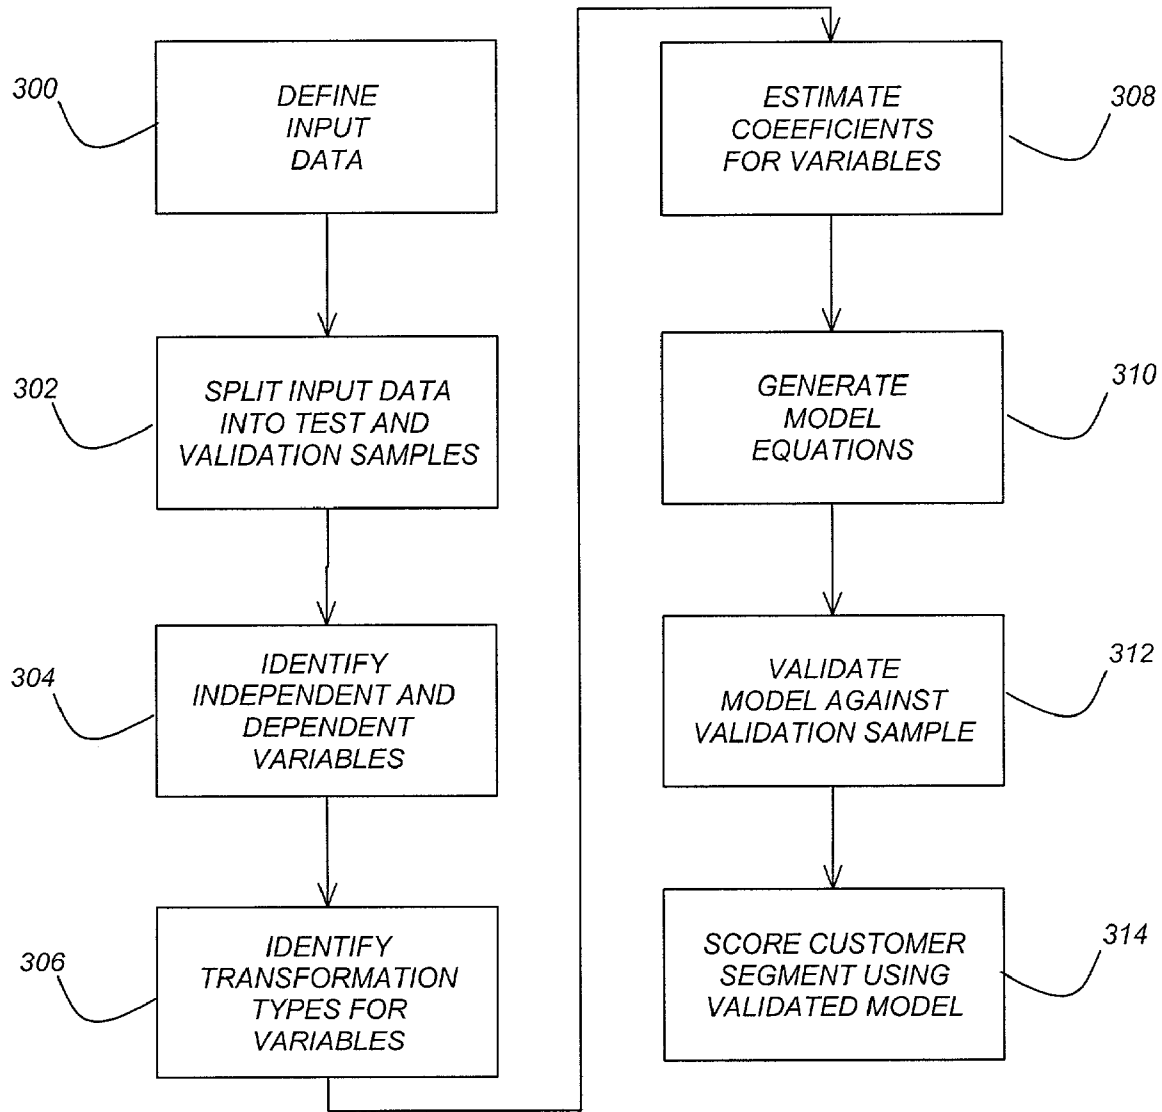 300
DEFINE
INPUT
DATA
302
SPLIT INPUT DATA
INTO TEST AND
VALIDATION SAMPLES
304
IDENTIFY
INDEPENDENT AND
DEPENDENT
VARIABLES
306
IDENTIFY
TRANSFORMATION
TYPES FOR
VARIABLES
ESTIMATE
COEEFICIENTS
FOR VARIABLES
308
GENERATE
MODEL
EQUATIONS
310
VALIDATE
MODEL AGAINST
VALIDATION SAMPLE
312
SCORE CUSTOMER
SEGMENT USING
VALIDATED MODEL
314